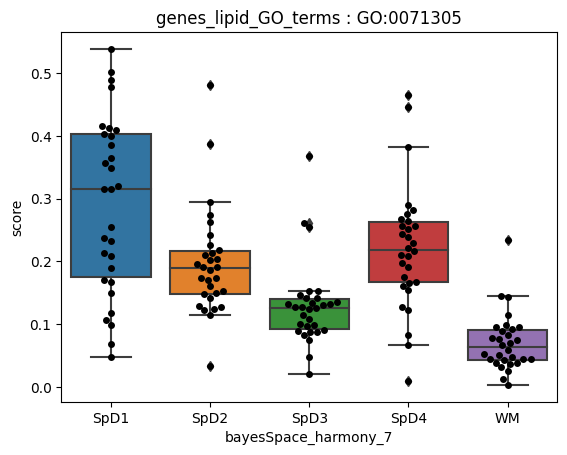 genes_lipid_GO_terms : GO:0071305
score
0.5
0.4
0.3
0.2
0.1
0.0
SpD1 SpD2 SpD3 SpD4 WM
bayesSpace_harmony_7